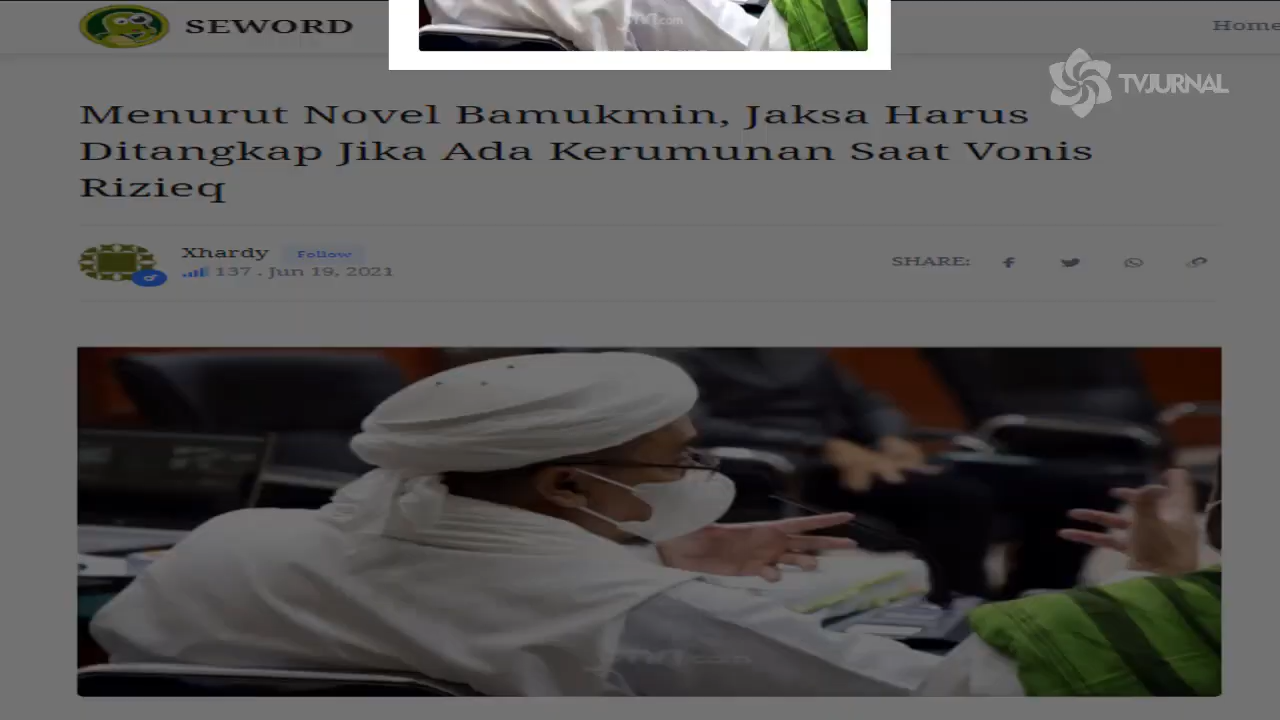 SEWORD
Home
TVJURNAL
Menurut Novel Bamukmin, Jaksa Harus
Ditangkap Jika Ada Kerumunan Saat Vonis
Rizieq
Xhardy Follow
137 . Jun 19, 2021
SHARE: